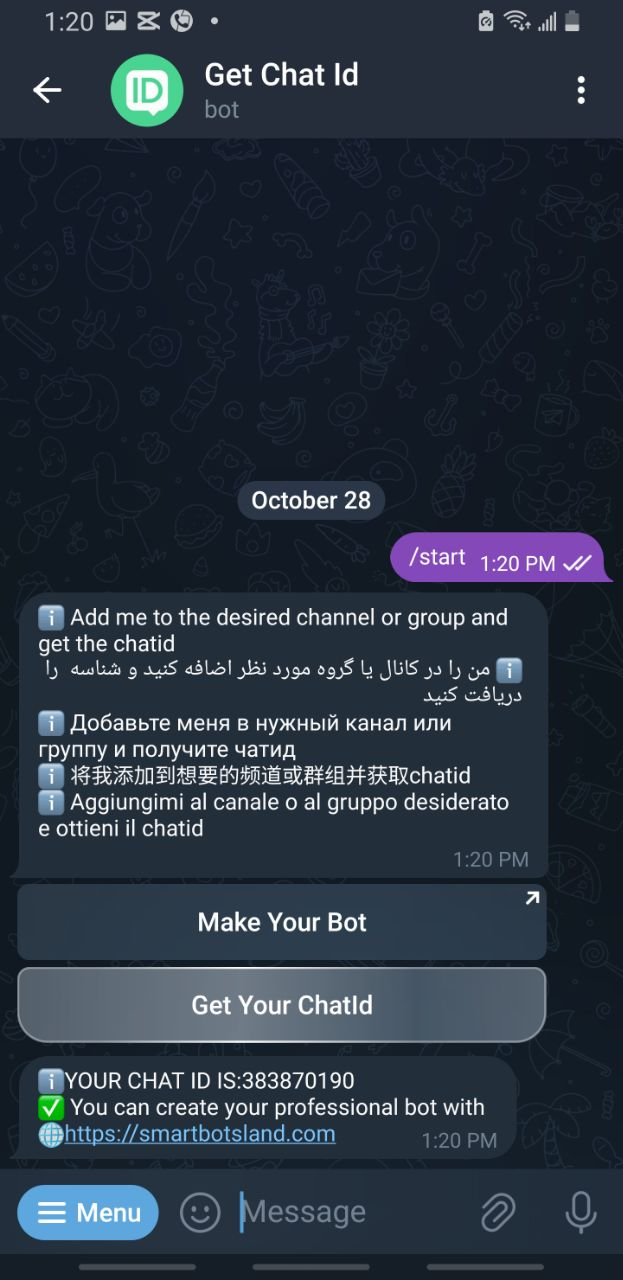 1:20
Get Chat Id
bot
October 28
/start 1:20 PM
Add me to the desired channel or group and
get the chatid
من را در کانال یا گروه مورد نظر اضافه کنید و شناسه را
دریافت کنید
Добавьте меня в нужный канал или
группу и получите чатид
将我添加到想要的频道或群组并获取chatid
Aggiungimi al canale o al gruppo desiderato
e ottieni il chatid
1:20 PM
Make Your Bot
Get Your ChatId
YOUR CHAT ID IS:383870190
You can create your professional bot with
https://smartbotsland.com 1:20 PM
Menu Message